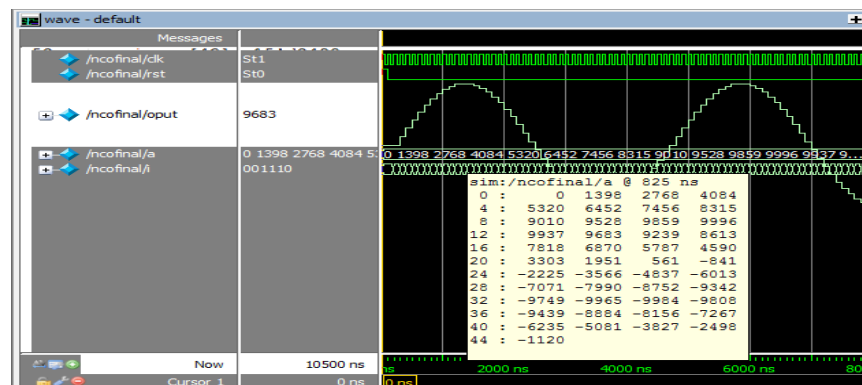 wave - default
Messages
/ncofinal/clk St1
/ncofinal/rst St0
/ncofinal/oput 9683
/ncofinal/a 0 1398 2768 4084 5 0 1398 2768 4084 5320 6452 7456 8315 9010 9528 9859 9996 9937 9...
/ncofinal/i 001110
sim:/ncofinal/a @ 825 ns
0 : 0 1398 2768 4084
4 : 5320 6452 7456 8315
8 : 9010 9528 9859 9996
12 : 9937 9683 9239 8613
16 : 7818 6870 5787 4590
20 : 3303 1951 561 -841
24 : -2225 -3566 -4837 -6013
28 : -7071 -7990 -8752 -9342
32 : -9749 -9965 -9984 -9808
36 : -9439 -8884 -8156 -7267
40 : -6235 -5081 -3827 -2498
44 : -1120
Now 10500 ns ns 2000 ns 4000 ns 6000 ns 80
Cursor 1 0 ns 0 ns